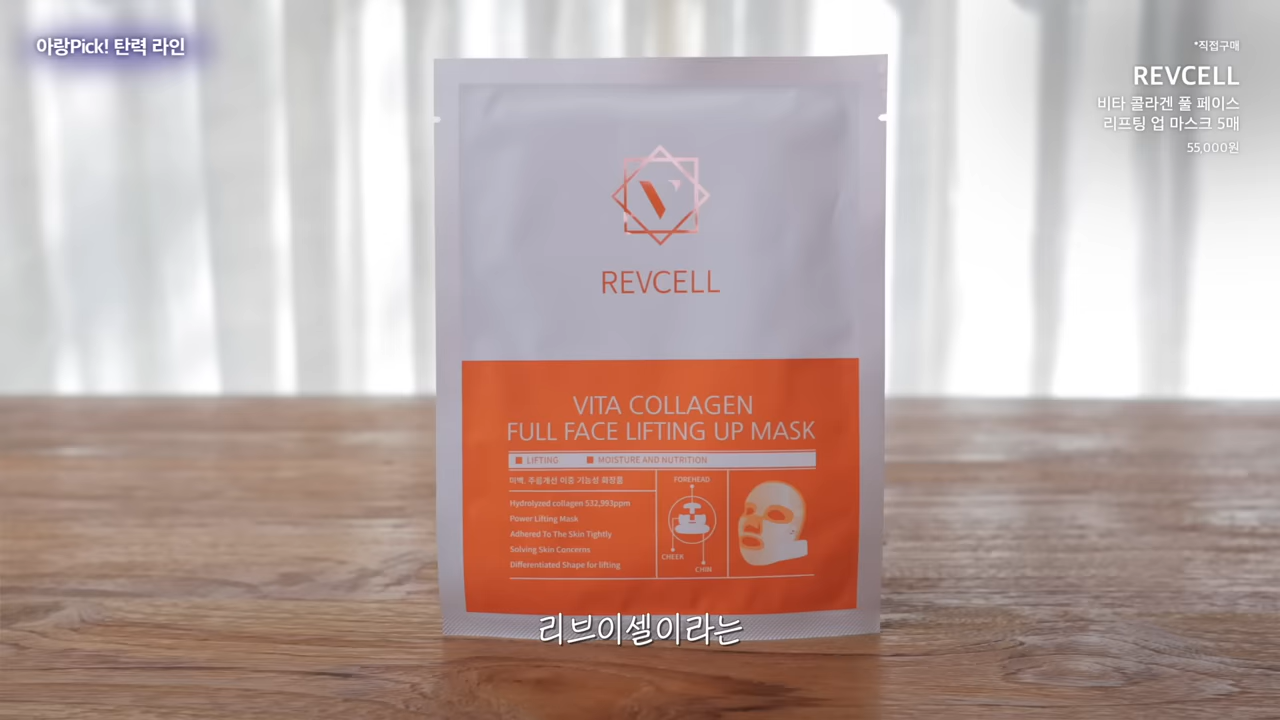 아랑Pick! 탄력 라인
*직접구매
REVCELL
비타 콜라겐 풀 페이스
리프팅 업 마스크 5매
55,000원
REVCELL
VITA COLLAGEN
FULL FACE LIFTING UP MASK
LIFTING
MOISTURE AND NUTRITION
미백. 주름개선 이중 기능성 화장품
Hydrolyzed collagen 532,993ppm
Power Lifting Mask
Adhered To The Skin Tightly
Solving Skin Concerns
Differentiated Shape for lifting
FOREHEAD
CHEEK
CHIN
리브이셀이라는